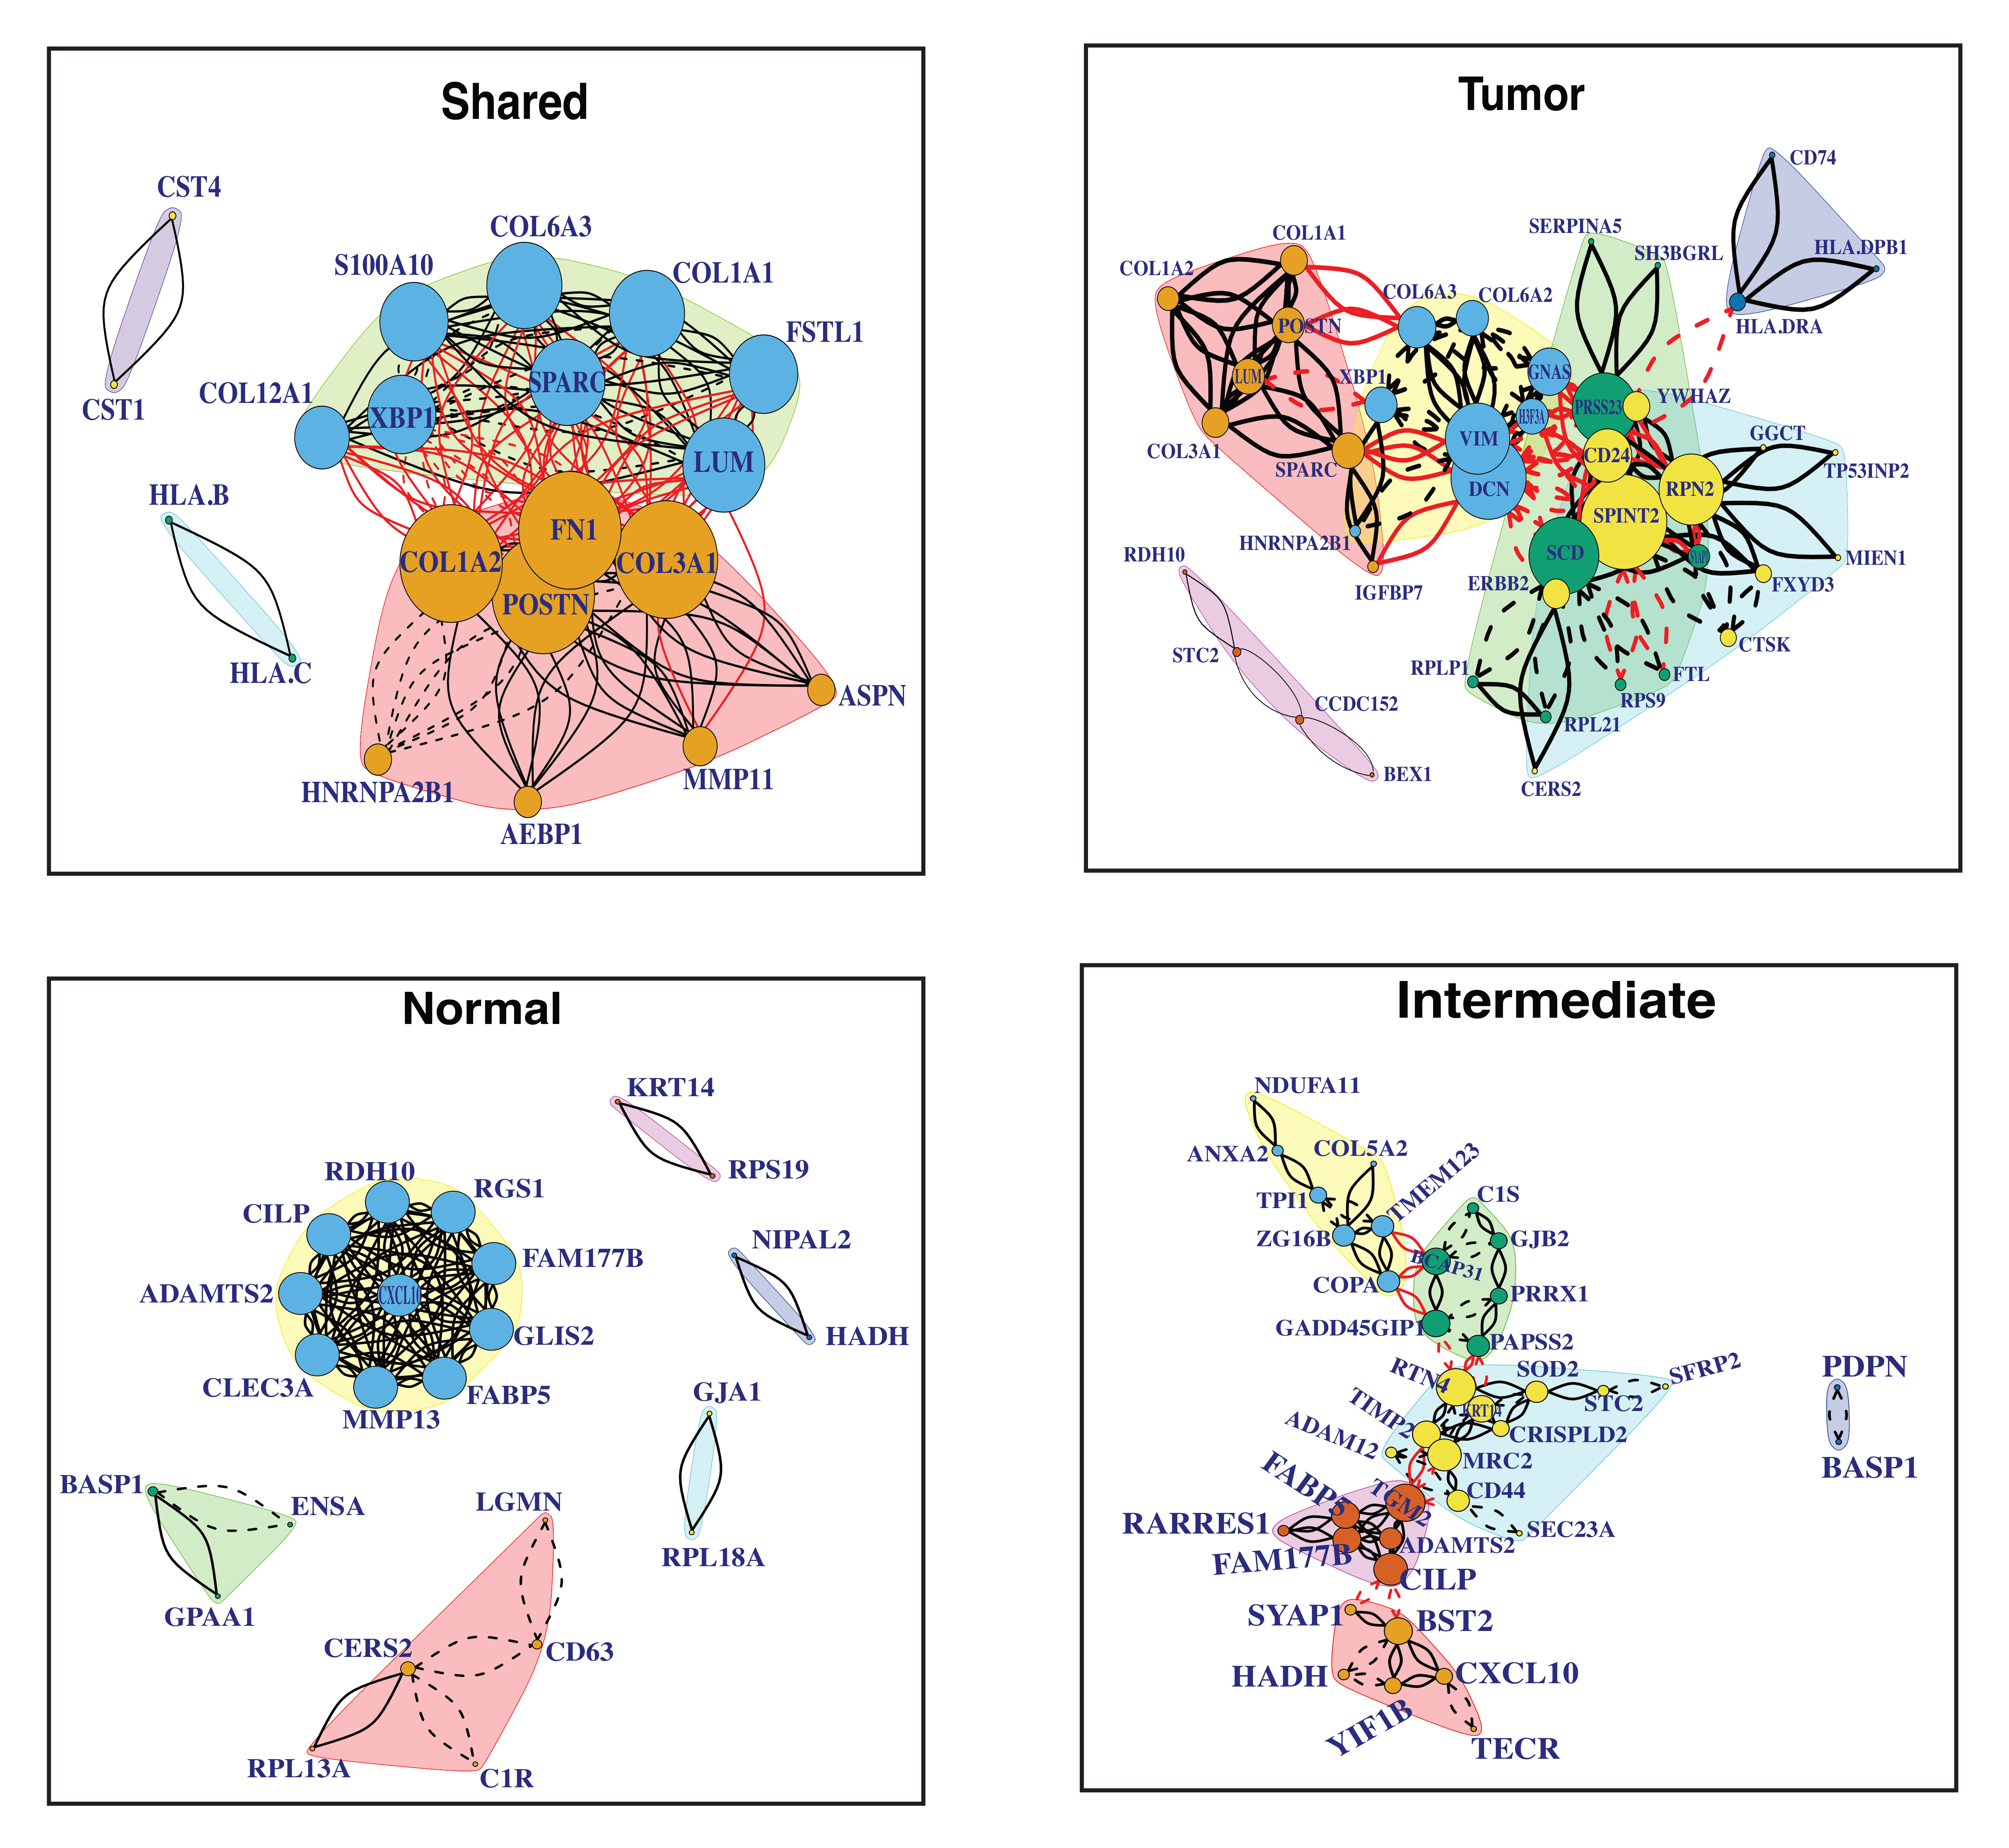 Shared
CST4
COL6A3
S100A10
COL1A1
FSTL1
COL12A1
XBP1
SPARC
CST1
LUM
HLA.B
FN1
COL1A2
COL3A1
POSTN
HLA.C
ASPN
HNRNPA2B1
MMP11
AEBP1
Tumor
CD74
COL1A1
SERPINA5
SH3BGRL
HLA.DPB1
COL1A2
COL6A3
COL6A2
POSTN
HLA.DRA
LUM
XBP1
GNAS
H3F3A
PRSS23
YWHAZ
COL3A1
SPARC
VIM
CD24
GGCT
TP53INP2
DCN
RPN2
SPINT2
HNRNPA2B1
SCD
SYAP1
MIEN1
RDH10
IGFBP7
ERBB2
FXYD3
STC2
CTSK
RPLP1
FTL
RPS9
CCDC152
RPL21
BEX1
CERS2
Normal
KRT14
RPS19
RDH10
RGS1
CILP
FAM177B
NIPAL2
ADAMTS2
CXCL10
GLIS2
HADH
CLEC3A
FABP5
MMP13
GJA1
BASP1
ENSA
LGMN
RPL18A
GPAA1
CERS2
CD63
RPL13A
C1R
Intermediate
NDUFA11
ANXA2
COL5A2
TMEM123
TPI1
C1S
ZG16B
GJB2
BCAP31
COPA
PRRX1
GADD45GIP1
PAPSS2
RTN4
SOD2
SFRP2
PDPN
STC2
KRT14
TIMP2
CRISPLD2
ADAM12
MRC2
BASP1
FABP5
TGM2
CD44
RARRES1
SEC23A
ADAMTS2
FAM177B
CILP
SYAP1
BST2
HADH
CXCL10
YIF1B
TECR